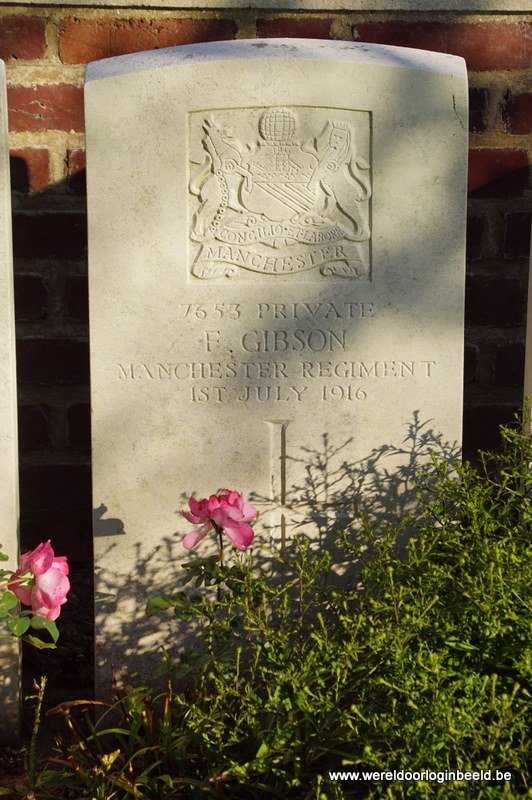 CONCILIO·ET·LABORE
MANCHESTER
7653 PRIVATE
F. GIBSON
MANCHESTER REGIMENT
1ST JULY 1916
www.wereldoorloginbeeld.be